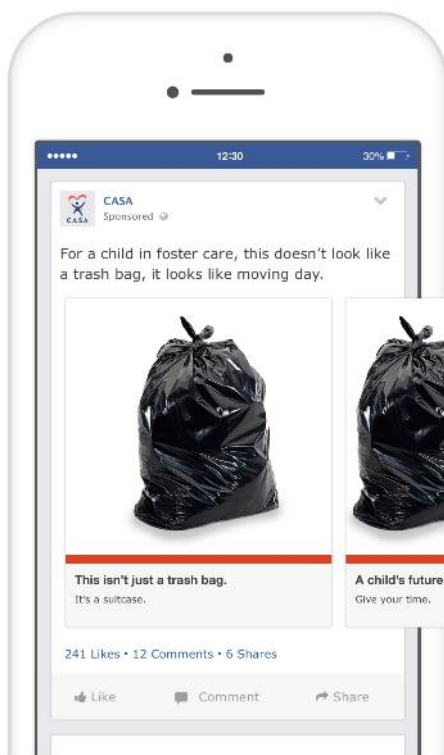 12:30
30%
CASA
CASA
Sponsored
For a child in foster care, this doesn't look like
a trash bag, it looks like moving day.
This isn't just a trash bag.
It's a suitcase.
A child's future
Give your time.
241 Likes • 12 Comments • 6 Shares
Like
Comment
Share